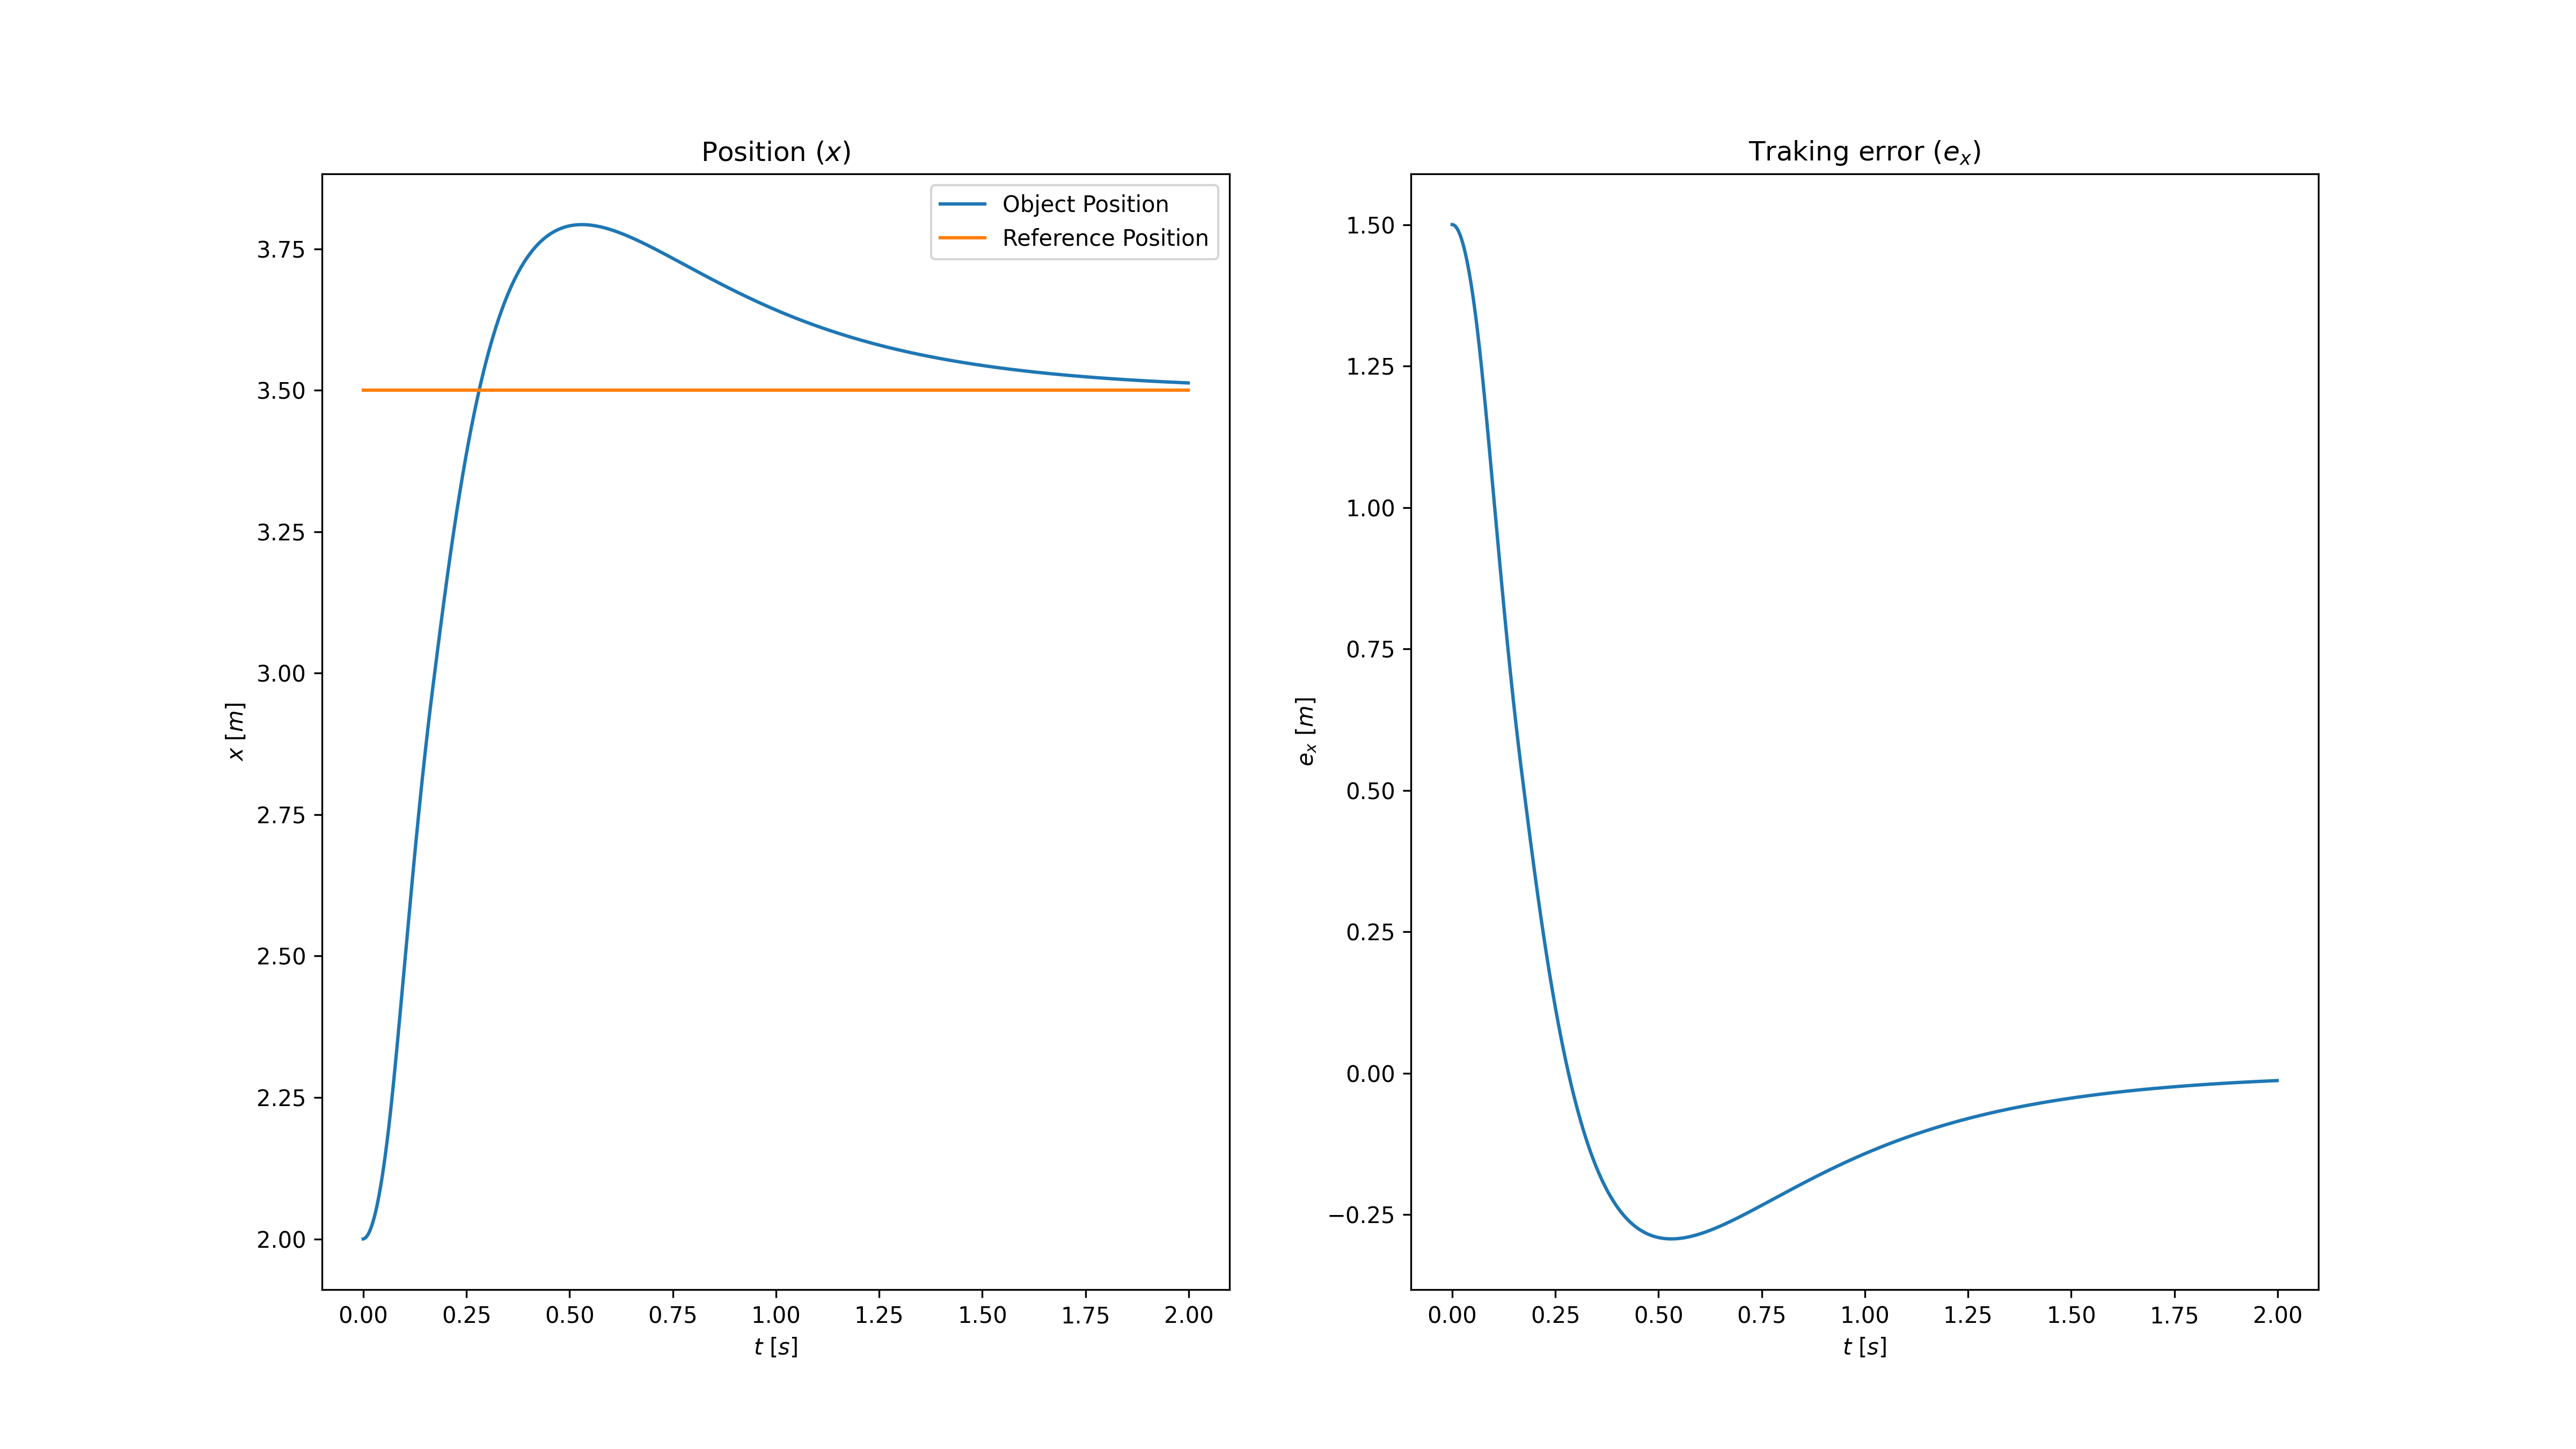 Position (x)
Object Position
Reference Position
3.75
3.50
3.25
3.00
2.75
2.50
2.25
2.00
x [m]
0.00 0.25 0.50 0.75 1.00 1.25 1.50 1.75 2.00
t [s]
Traking error (eₓ)
1.50
1.25
1.00
0.75
0.50
0.25
0.00
−0.25
eₓ [m]
0.00 0.25 0.50 0.75 1.00 1.25 1.50 1.75 2.00
t [s]